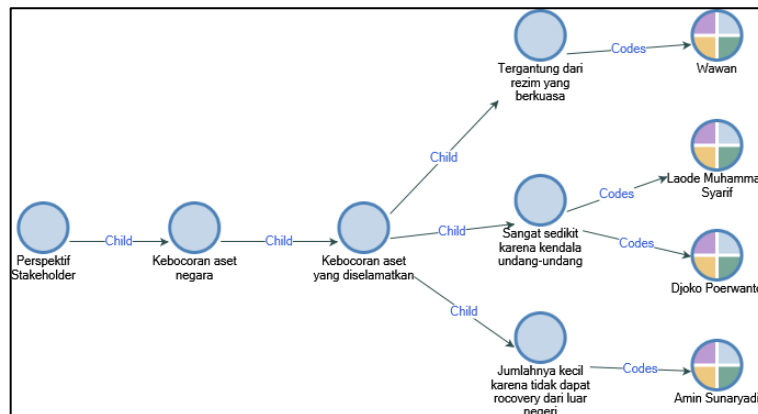 Tergantung dari
rezim yang
berkuasa
Codes
Wawan
Child
Laode Muhamma
Syarif
Codes
Perspektif
Stakeholder
Child
Kebocoran aset
negara
Child
Kebocoran aset
yang diselamatkan
Child
Sangat sedikit
karena kendala
undang-undang
Codes
Djoko Poerwanto
Child
Jumlahnya kecil
karena tidak dapat
rocovery dari luar
negeri
Codes
Amin Sunaryadi